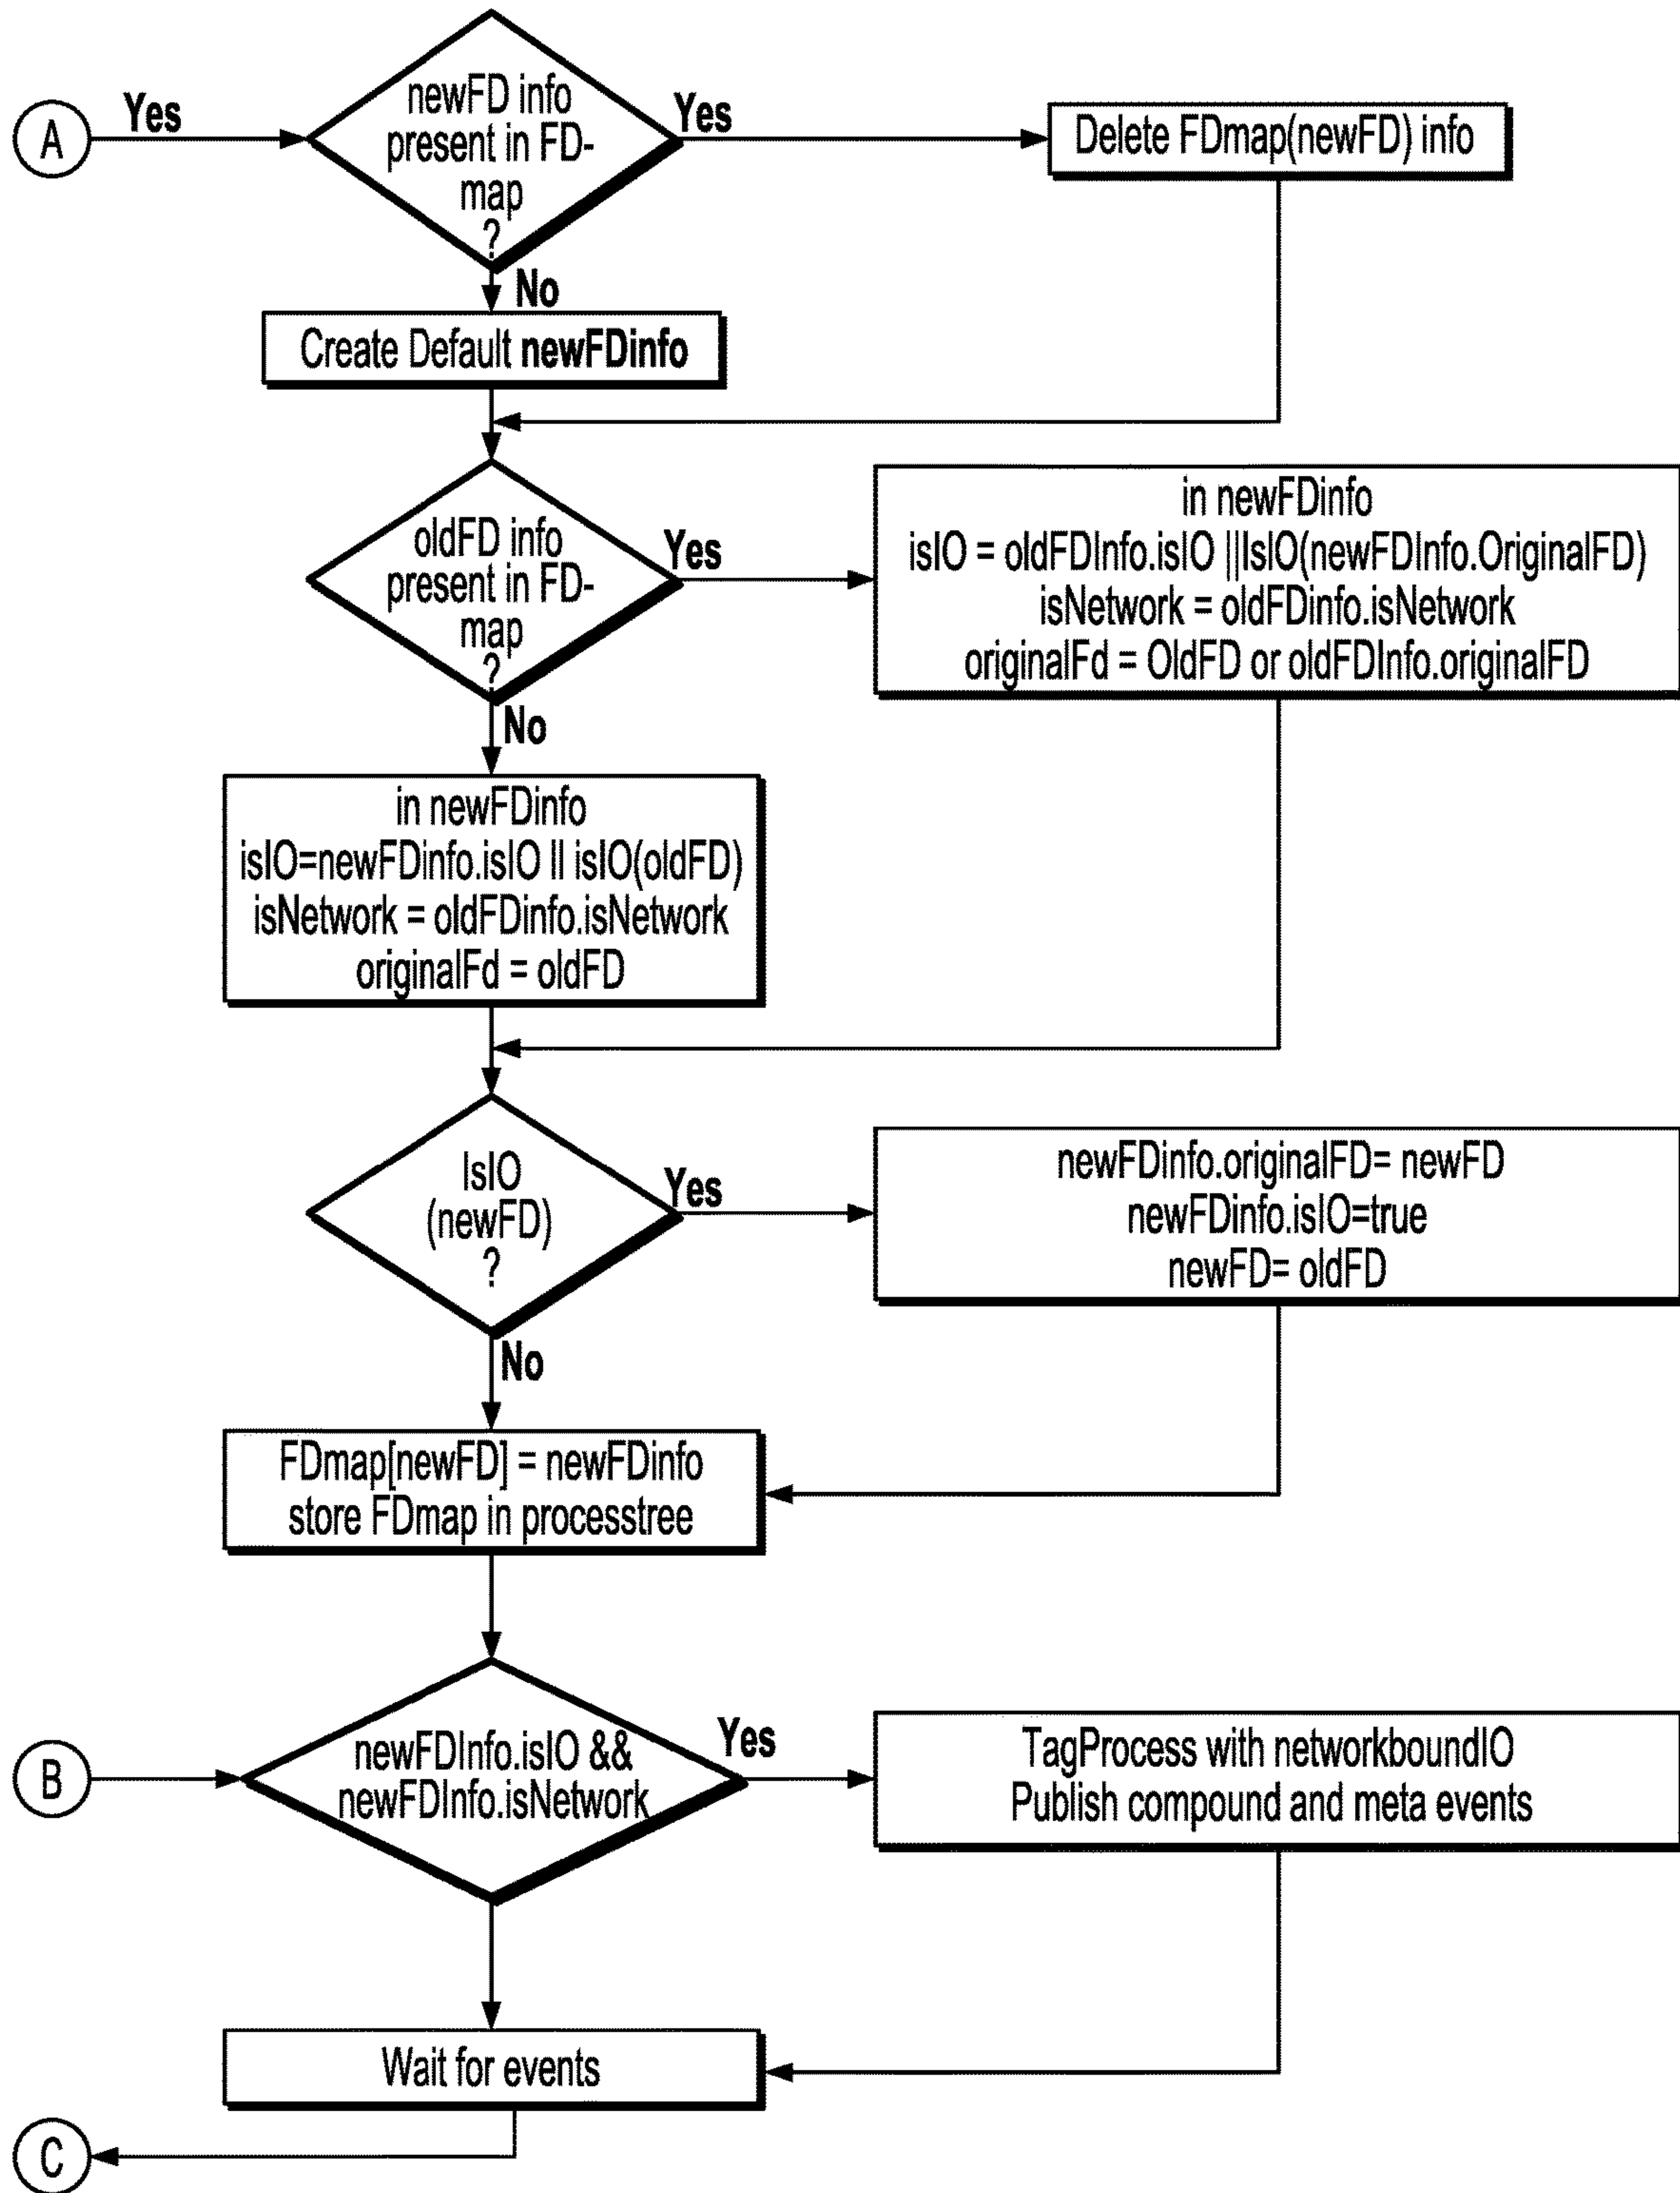 A
Yes
newFD info
present in FD-
map
?
Yes
Delete FDmap(newFD) info
No
Create Default newFDinfo
oldFD info
present in FD-
map
?
Yes
in newFDinfo
isIO = oldFDInfo.isIO ||IsIO(newFDInfo.OriginalFD)
isNetwork = oldFDinfo.isNetwork
originalFd = OldFD or oldFDInfo.originalFD
No
in newFDinfo
isIO=newFDinfo.isIO || isIO(oldFD)
isNetwork = oldFDinfo.isNetwork
originalFd = oldFD
IsIO
(newFD)
?
Yes
newFDinfo.originalFD= newFD
newFDinfo.isIO=true
newFD= oldFD
No
FDmap[newFD] = newFDinfo
store FDmap in processtree
B
newFDInfo.isIO &&
newFDInfo.isNetwork
Yes
TagProcess with networkboundIO
Publish compound and meta events
Wait for events
C